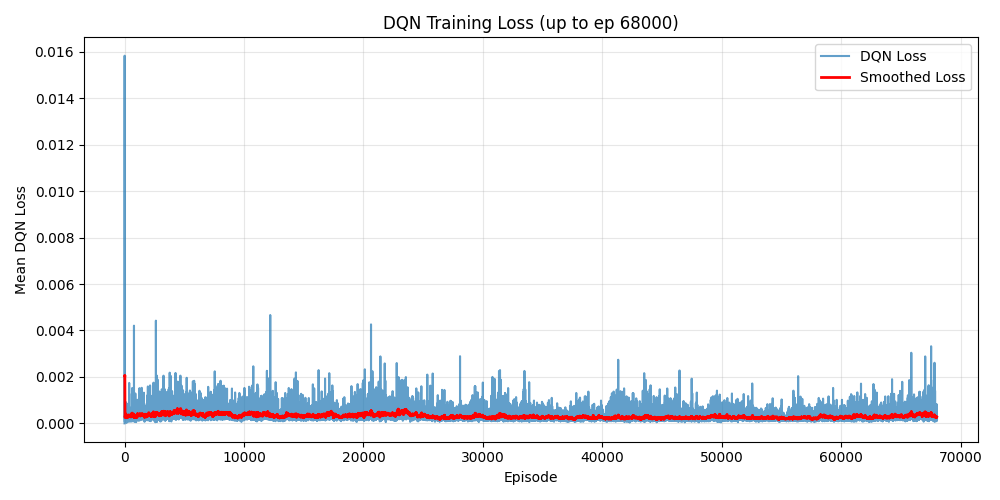 DQN Training Loss (up to ep 68000)
DQN Loss
Smoothed Loss
Mean DQN Loss
0.016
0.014
0.012
0.010
0.008
0.006
0.004
0.002
0.000
0 10000 20000 30000 40000 50000 60000 70000
Episode